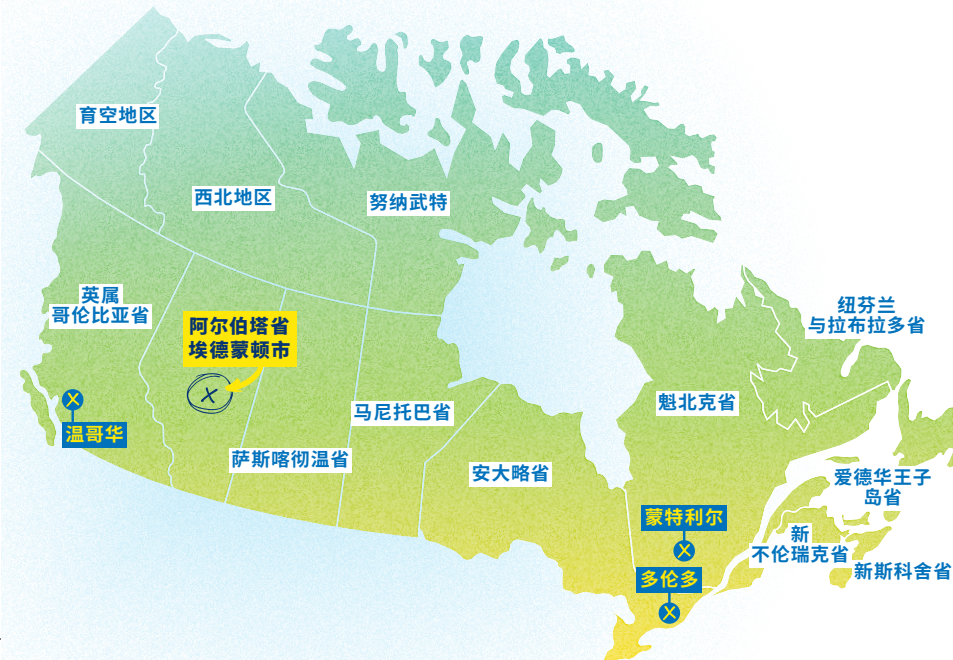 育空地区
西北地区
努纳武特
英属
哥伦比亚省
纽芬兰
与拉布拉多省
阿尔伯塔省
埃德蒙顿市
魁北克省
马尼托巴省
温哥华
萨斯喀彻温省
安大略省
爱德华王子
岛省
蒙特利尔
新
不伦瑞克省
新斯科舍省
多伦多